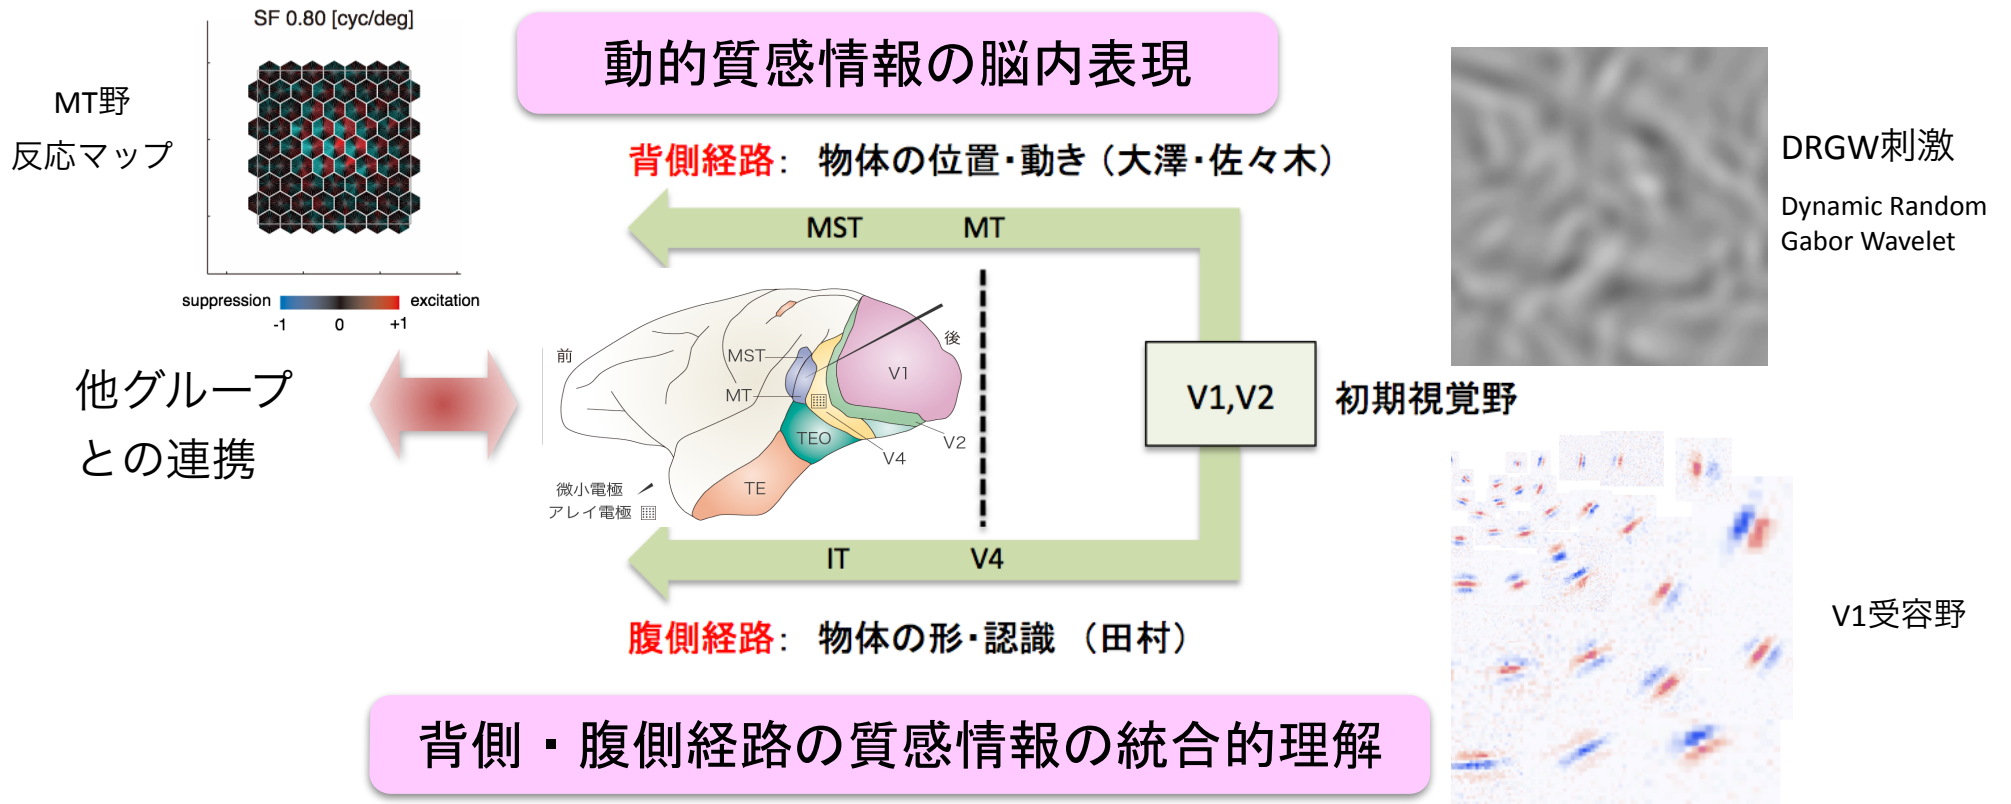 SF 0.80 [cyc/deg]
MT野
反応マップ
suppression
excitation
-1 0 +1
動的質感情報の脳内表現
背側経路: 物体の位置・動き（大澤・佐々木）
MST MT
DRGW刺激
Dynamic Random
Gabor Wavelet
他グループ
との連携
前
後
MST
MT
V1
V2
V4
TEO
TE
微小電極
アレイ電極
V1,V2
初期視覚野
IT V4
腹側経路: 物体の形・認識 （田村）
V1受容野
背側・腹側経路の質感情報の統合的理解